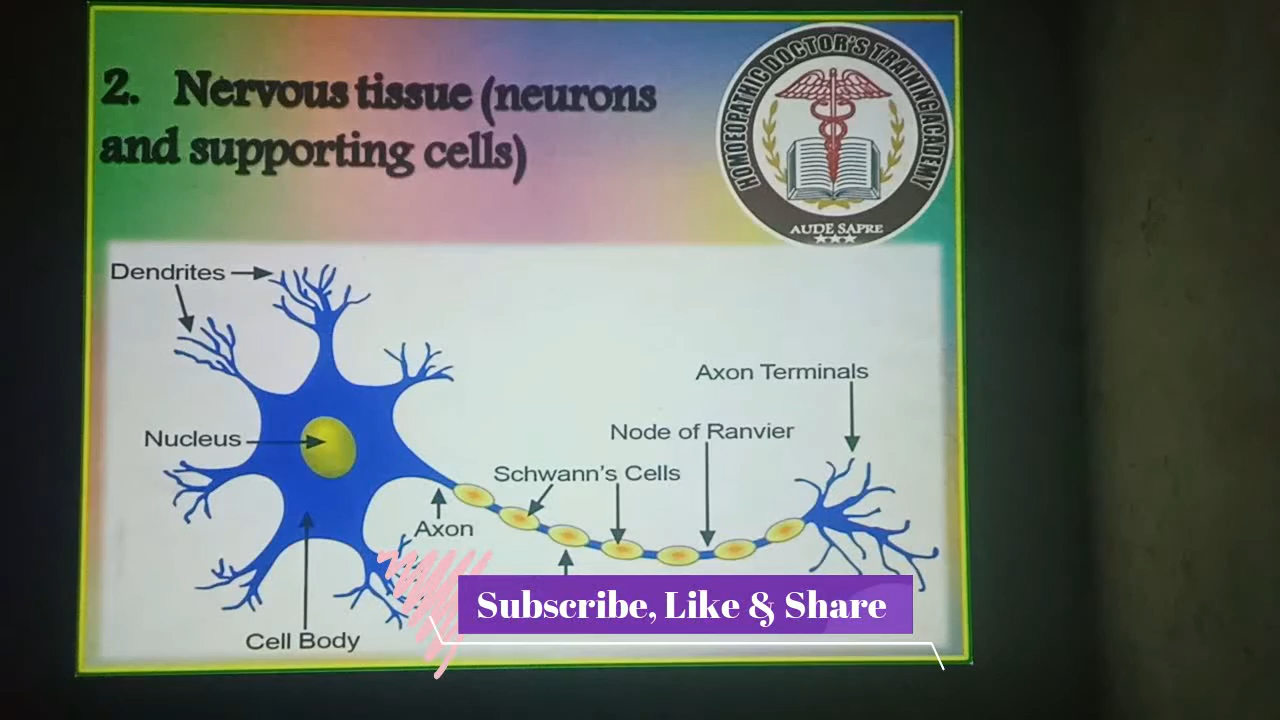 2. Nervous tissue (neurons
and supporting cells)
HOMOEOPATHIC DOCTOR'S TRAINING ACADEMY
AUDE SAPRE
Dendrites
Axon Terminals
Nucleus
Node of Ranvier
Schwann's Cells
Axon
Subscribe, Like & Share
Cell Body